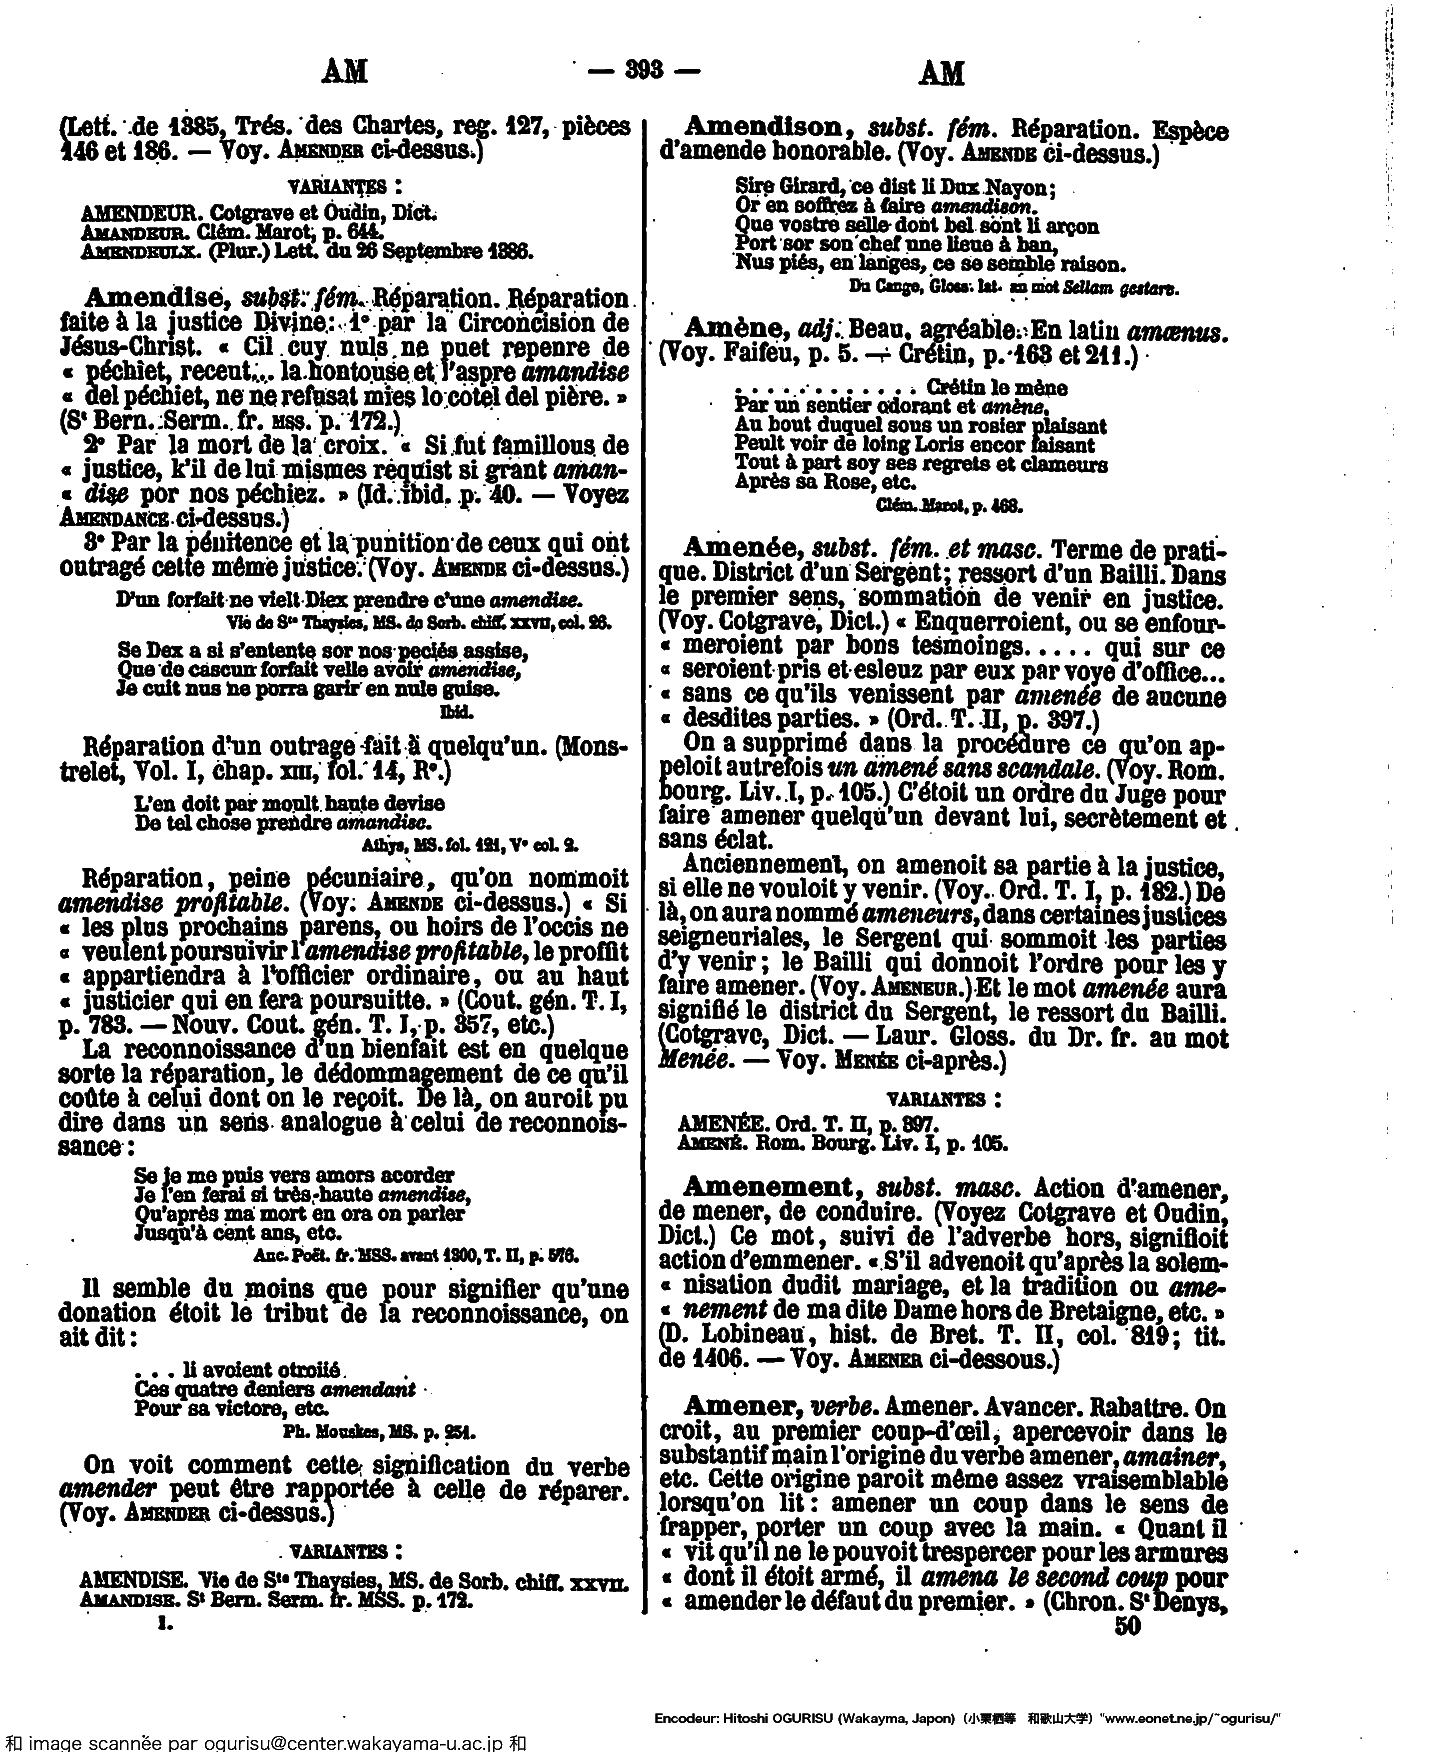 AM — 393 — AM
(Lett. de 1385, Trés. des Chartes, reg. 127, pièces
146 et 186. — Voy. AMENDER ci-dessus.)
VARIANTES :
AMENDEUR. Cotgrave et Oudin, Dict.
AMANDEUR. Clém. Marot, p. 644.
AMENDEULX. (Plur.) Lett. du 26 Septembre 1386.
Amendise, subst. fém. Réparation. Réparation
faite à la justice Divine : 1° par la Circoncision de
Jésus-Christ. « Cil cuy nuls ne puet repenre de
« péchiet, recent... la hontouse et l'aspre amandise
« del péchiet, ne ne refusat mies lo cotel del pière. »
(St Bern. Serm. fr. MSS. p. 172.)
2° Par la mort de la croix. « Si fut famillous de
« justice, k'il de lui mismes requist si grant aman-
« dise por nos péchiez. » (Id. ibid. p. 40. — Voyez
AMENDANCE ci-dessus.)
3° Par la pénitence et la punition de ceux qui ont
outragé cette même justice. (Voy. AMENDE ci-dessus.)
D'un forfait ne vielt Diex prendre c'une amendise.
Vie de Ste Thaysies, MS. de Sorb. chiff. XXVII, col. 26.
Se Dex a si s'entente sor nos peciés assise,
Que de cascun forfait velle avoir amendise,
Je cuit nus ne porra garir en nule guise.
Ibid.
Réparation d'un outrage fait à quelqu'un. (Mons-
trelet, Vol. I, chap. XIII, fol. 14, R°.)
L'en doit par moult haute devise
De tel chose prendre amandise.
Athys, MS. fol. 121, V° col. 2.
Réparation, peine pécuniaire, qu'on nommoit
amendise profitable. (Voy. AMENDE ci-dessus.) « Si
« les plus prochains parens, ou hoirs de l'occis ne
« veulent poursuivir l'amendise profitable, le proffit
« appartiendra à l'officier ordinaire, ou au haut
« justicier qui en fera poursuitte. » (Cout. gén. T. I,
p. 783. — Nouv. Cout. gén. T. I, p. 357, etc.)
La reconnoissance d'un bienfait est en quelque
sorte la réparation, le dédommagement de ce qu'il
coûte à celui dont on le reçoit. De là, on auroit pu
dire dans un sens analogue à celui de reconnois-
sance :
Se je me puis vers amors acorder
Je l'en ferai si très-haute amendise,
Qu'après ma mort en ora on parler
Jusqu'à cent ans, etc.
Anc. Poët. fr. MSS. avant 1300, T. II, p. 576.
Il semble du moins que pour signifier qu'une
donation étoit le tribut de la reconnoissance, on
ait dit :
. . . li avoient otroiié
Ces quatre deniers amendant
Pour sa victore, etc.
Ph. Mouskes, MS. p. 251.
On voit comment cette signification du verbe
amender peut être rapportée à celle de réparer.
(Voy. AMENDER ci-dessus.)
VARIANTES :
AMENDISE. Vie de Ste Thaysies, MS. de Sorb. chiff. XXVII.
AMANDISE. St Bern. Serm. fr. MSS. p. 172.
I.
Amendison, subst. fém. Réparation. Espèce
d'amende honorable. (Voy. AMENDE ci-dessus.)
Sire Girard, ce dist li Dux Nayon;
Or en soffrez à faire amendison.
Que vostre selle dont bel sont li arçon
Port sor son chef une lieue à ban,
Nus piés, en langes, ce se semble raison.
Du Cange, Gloss. lat. au mot Sellam gestare.
Amène, adj. Beau, agréable. En latin amœnus.
(Voy. Faifeu, p. 5. — Crétin, p. 163 et 211.)
. . . . . . . . . . . . . Crétin le mène
Par un sentier odorant et amène,
Au bout duquel sous un rosier plaisant
Peult voir de loing Loris encor faisant
Tout à part soy ses regrets et clameurs
Après sa Rose, etc.
Clém. Marot, p. 468.
Amenée, subst. fém. et masc. Terme de prati-
que. District d'un Sergent; ressort d'un Bailli. Dans
le premier sens, sommation de venir en justice.
(Voy. Cotgrave, Dict.) « Enquerroient, ou se enfour-
« meroient par bons tesmoings..... qui sur ce
« seroient pris et esleuz par eux par voye d'office...
« sans ce qu'ils venissent par amenée de aucune
« desdites parties. » (Ord. T. II, p. 397.)
On a supprimé dans la procédure ce qu'on ap-
peloit autrefois un amené sans scandale. (Voy. Rom.
bourg. Liv. I, p. 105.) C'étoit un ordre du Juge pour
faire amener quelqu'un devant lui, secrètement et
sans éclat.
Anciennement, on amenoit sa partie à la justice,
si elle ne vouloit y venir. (Voy. Ord. T. I, p. 182.) De
là, on aura nommé ameneurs, dans certaines justices
seigneuriales, le Sergent qui sommoit les parties
d'y venir ; le Bailli qui donnoit l'ordre pour les y
faire amener. (Voy. AMENEUR.) Et le mot amenée aura
signifié le district du Sergent, le ressort du Bailli.
(Cotgrave, Dict. — Laur. Gloss. du Dr. fr. au mot
Menée. — Voy. MENÉE ci-après.)
VARIANTES :
AMENÉE. Ord. T. II, p. 397.
AMENÉ. Rom. Bourg. Liv. I, p. 105.
Amenement, subst. masc. Action d'amener,
de mener, de conduire. (Voyez Cotgrave et Oudin,
Dict.) Ce mot, suivi de l'adverbe hors, signifioit
action d'emmener. « S'il advenoit qu'après la solem-
« nisation dudit mariage, et la tradition ou ame-
« nement de ma dite Dame hors de Bretaigne, etc. »
(D. Lobineau, hist. de Bret. T. II, col. 819; tit.
de 1406. — Voy. AMENER ci-dessous.)
Amener, verbe. Amener. Avancer. Rabattre. On
croit, au premier coup-d'œil, apercevoir dans le
substantif main l'origine du verbe amener, amainer,
etc. Cette origine paroit même assez vraisemblable
lorsqu'on lit : amener un coup dans le sens de
frapper, porter un coup avec la main. « Quant il
« vit qu'il ne le pouvoit trespercer pour les armures
« dont il étoit armé, il amena le second coup pour
« amender le défaut du premier. » (Chron. St Denys,
50
Encodeur: Hitoshi OGURISU (Wakayma, Japon) (小栗栖等 和歌山大学) "www.eonet.ne.jp/~ogurisu/"
和 image scannée par ogurisu@center.wakayama-u.ac.jp 和